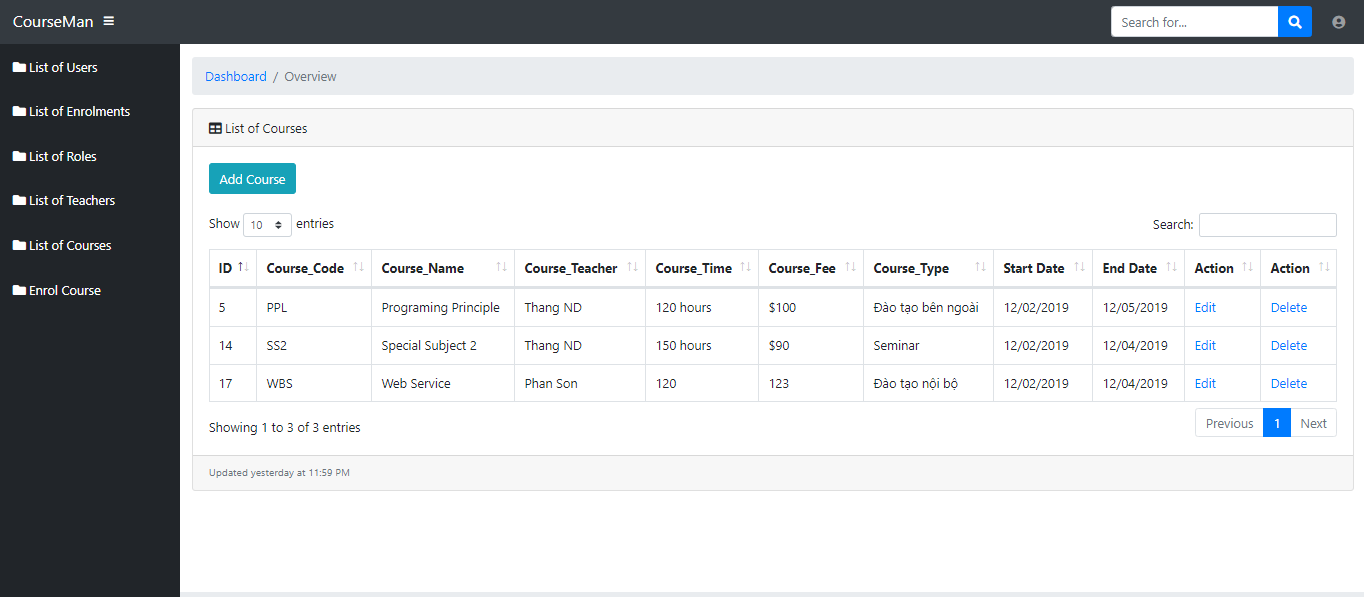 CourseMan
Search for...
List of Users
List of Enrolments
List of Roles
List of Teachers
List of Courses
Enrol Course
Dashboard / Overview
List of Courses
Add Course
Show 10 entries
Search:
ID Course_Code Course_Name Course_Teacher Course_Time Course_Fee Course_Type Start Date End Date Action Action
5 PPL Programing Principle Thang ND 120 hours $100 Đào tạo bên ngoài 12/02/2019 12/05/2019 Edit Delete
14 SS2 Special Subject 2 Thang ND 150 hours $90 Seminar 12/02/2019 12/04/2019 Edit Delete
17 WBS Web Service Phan Son 120 123 Đào tạo nội bộ 12/02/2019 12/04/2019 Edit Delete
Showing 1 to 3 of 3 entries
Previous 1 Next
Updated yesterday at 11:59 PM